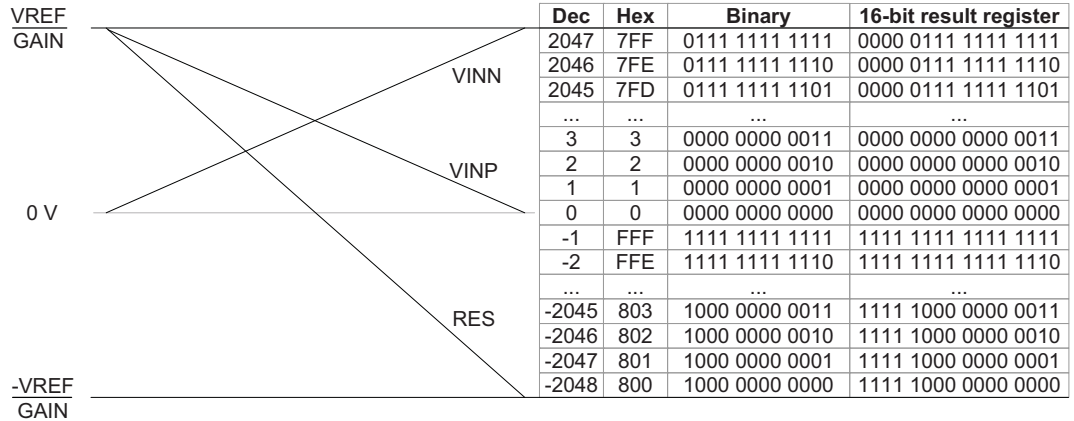 VREF
GAIN
VINN
VINP
0 V
RES
-VREF
GAIN
Dec Hex Binary 16-bit result register
2047 7FF 0111 1111 1111 0000 0111 1111 1111
2046 7FE 0111 1111 1110 0000 0111 1111 1110
2045 7FD 0111 1111 1101 0000 0111 1111 1101
... ... ... ...
3 3 0000 0000 0011 0000 0000 0000 0011
2 2 0000 0000 0010 0000 0000 0000 0010
1 1 0000 0000 0001 0000 0000 0000 0001
0 0 0000 0000 0000 0000 0000 0000 0000
-1 FFF 1111 1111 1111 1111 1111 1111 1111
-2 FFE 1111 1111 1110 1111 1111 1111 1110
... ... ... ...
-2045 803 1000 0000 0011 1111 1000 0000 0011
-2046 802 1000 0000 0010 1111 1000 0000 0010
-2047 801 1000 0000 0001 1111 1000 0000 0001
-2048 800 1000 0000 0000 1111 1000 0000 0000